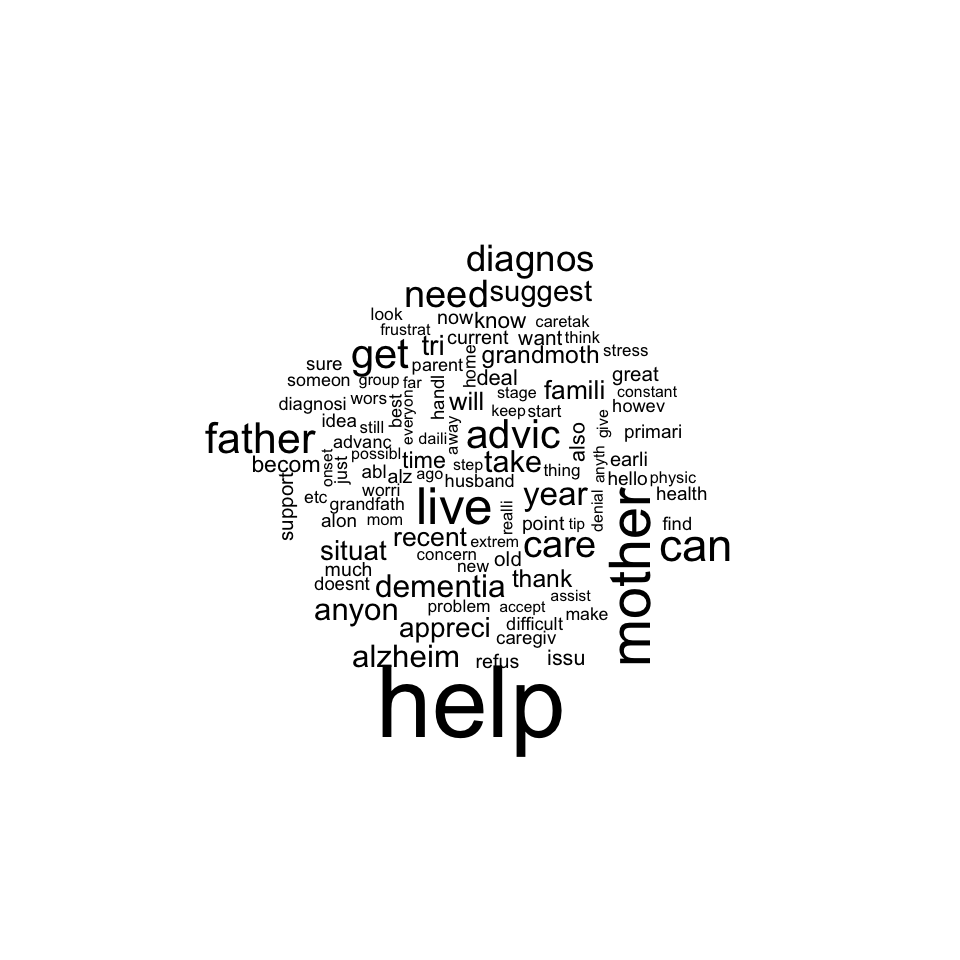 diagnos
need suggest
look now know caretak
frustrat
tri current want think
get grandmoth stress
sure parent home
someon group far handl deal famili great
stage constant
diagnosi wors best everyon will keep start howev
father idea still advic also give primari
advanc daili away
becom onset just possibl time step take thing anyth earli
abl alz ago husband hello physic
support etc worri live year denial mother health
grandfath
alon mom realli point tip find
situat recent extrem care can
concern old
much new
doesnt dementia thank
assist
anyon problem accept make
appreci difficult
caregiv
alzheim refus issu
help